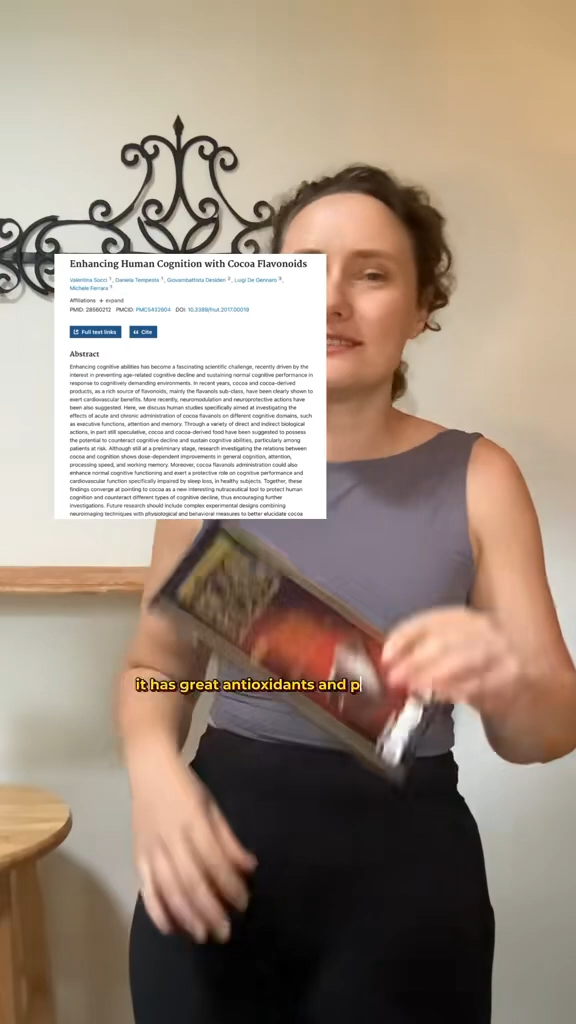 Enhancing Human Cognition with Cocoa Flavonoids
Valentina Socci 1, Daniela Tempesta 1, Giovambattista Desideri 2, Luigi De Gennaro 3,
Michele Ferrara 1
Affiliations + expand
PMID: 28560212 PMCID: PMC5432604 DOI: 10.3389/fnut.2017.00019
Full text links
Cite
Abstract
Enhancing cognitive abilities has become a fascinating scientific challenge, recently driven by the
interest in preventing age-related cognitive decline and sustaining normal cognitive performance in
response to cognitively demanding environments. In recent years, cocoa and cocoa-derived
products, as a rich source of flavonoids, mainly the flavanols sub-class, have been clearly shown to
exert cardiovascular benefits. More recently, neuromodulation and neuroprotective actions have
been also suggested. Here, we discuss human studies specifically aimed at investigating the
effects of acute and chronic administration of cocoa flavanols on different cognitive domains, such
as executive functions, attention and memory. Through a variety of direct and indirect biological
actions, in part still speculative, cocoa and cocoa-derived food have been suggested to possess
the potential to counteract cognitive decline and sustain cognitive abilities, particularly among
patients at risk. Although still at a preliminary stage, research investigating the relations between
cocoa and cognition shows dose-dependent improvements in general cognition, attention,
processing speed, and working memory. Moreover, cocoa flavanols administration could also
enhance normal cognitive functioning and exert a protective role on cognitive performance and
cardiovascular function specifically impaired by sleep loss, in healthy subjects. Together, these
findings converge at pointing to cocoa as a new interesting nutraceutical tool to protect human
cognition and counteract different types of cognitive decline, thus encouraging further
investigations. Future research should include complex experimental designs combining
neuroimaging techniques with physiological and behavioral measures to better elucidate cocoa
it has great antioxidants and p